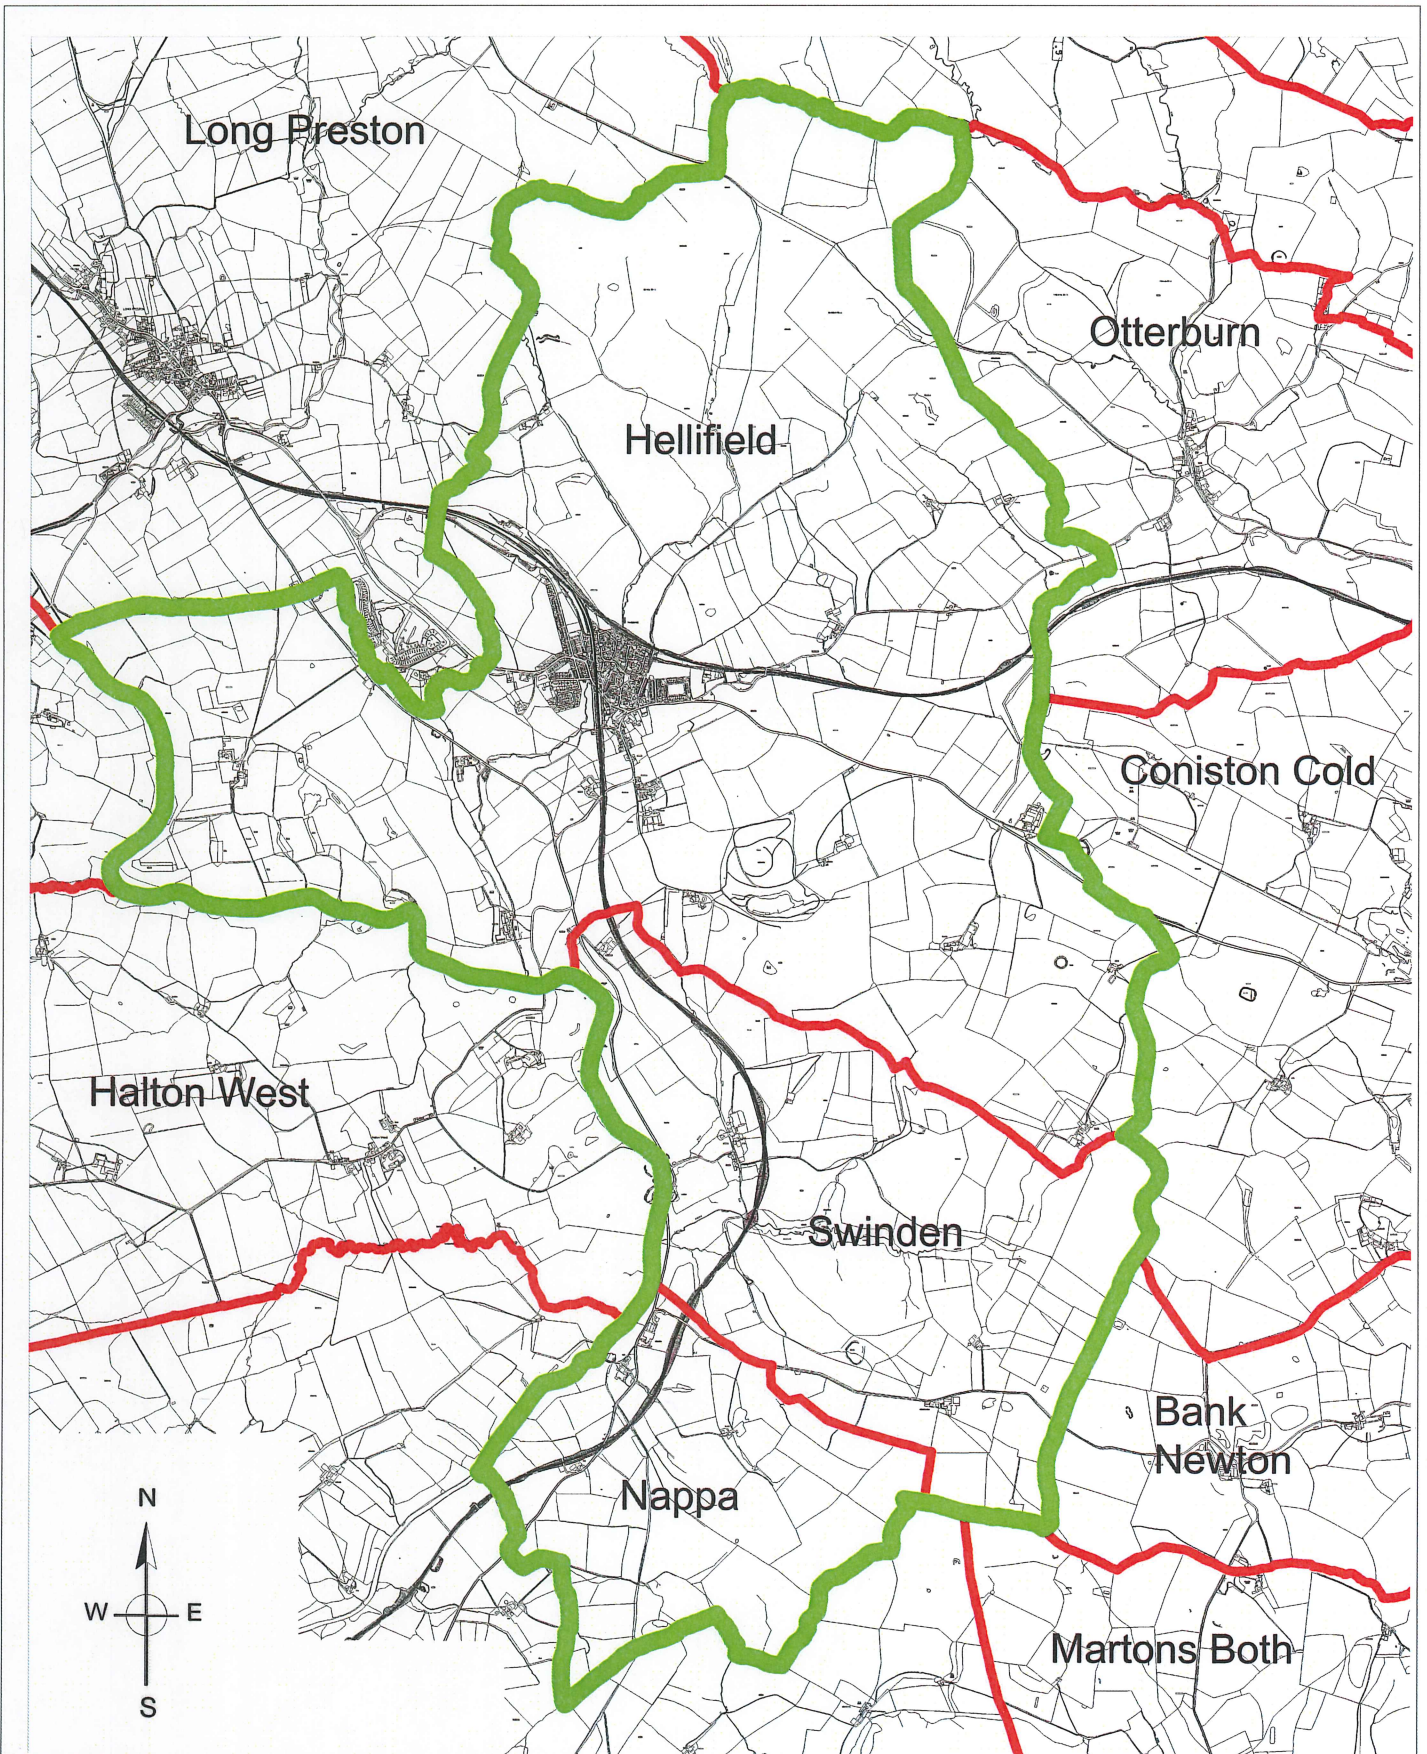 Long Preston
Otterburn
Hellifield
Coniston Cold
Halton West
Swinden
Bank
Newton
Nappa
N
W
E
S
Martons Both